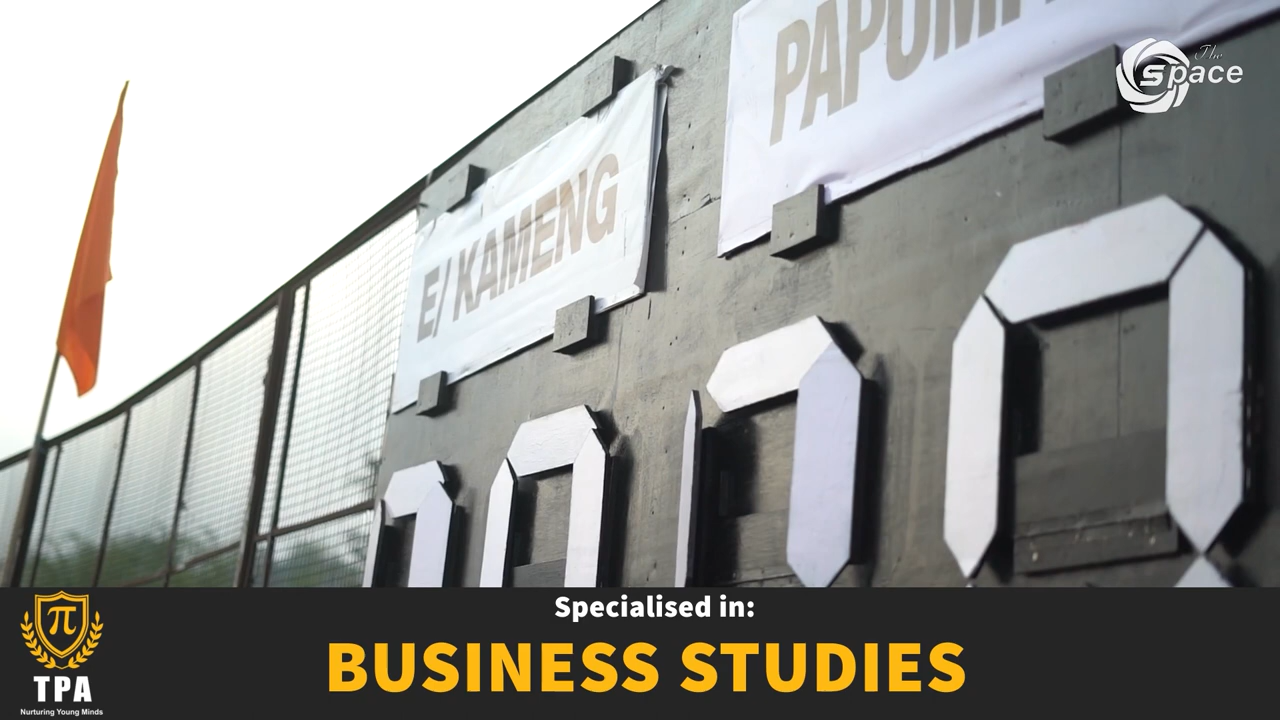 The
Space
E/ KAMENG
Specialised in:
BUSINESS STUDIES
π
TPA
Nurturing Young Minds